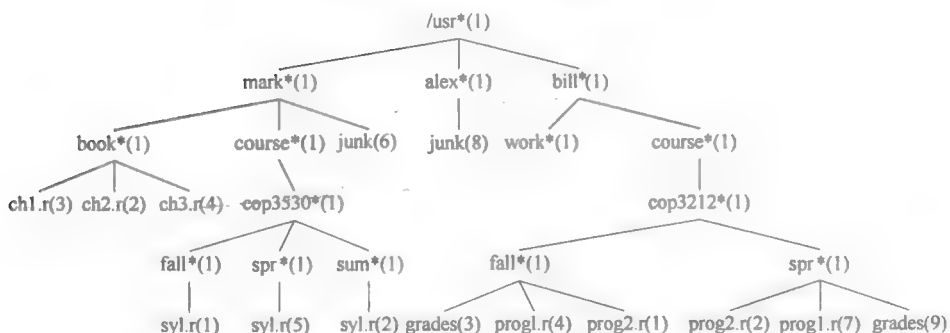 /usr*(1)
mark*(1) alex*(1) bill*(1)
book*(1) course*(1) junk(6) junk(8) work*(1) course*(1)
ch1.r(3) ch2.r(2) ch3.r(4) cop3530*(1) cop3212*(1)
fall*(1) spr*(1) sum*(1) fall*(1) spr*(1)
syl.r(1) syl.r(5) syl.r(2) grades(3) prog1.r(4) prog2.r(1) prog2.r(2) prog1.r(7) grades(9)